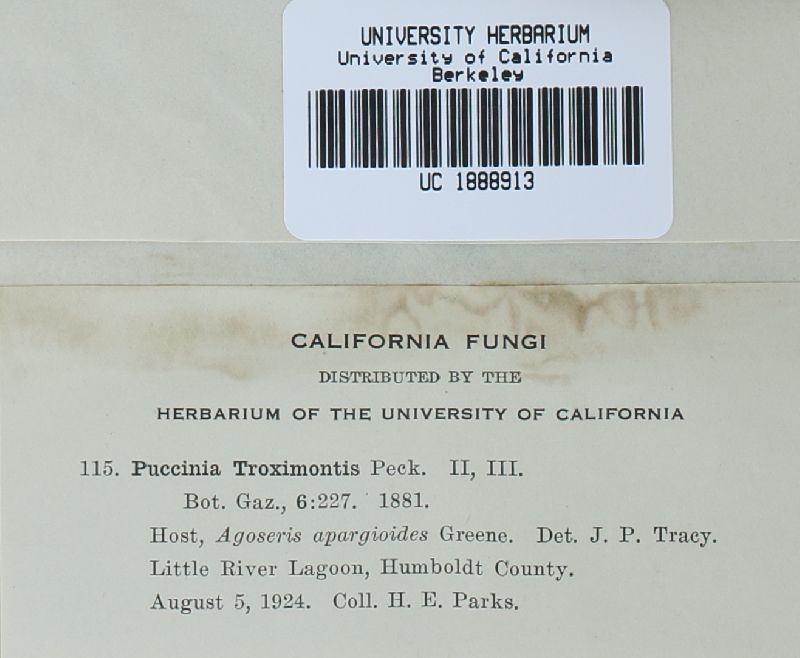 UNIVERSITY HERBARIUM
University of California
Berkeley
UC 1888913
CALIFORNIA FUNGI
DISTRIBUTED BY THE
HERBARIUM OF THE UNIVERSITY OF CALIFORNIA
115. Puccinia Troximontis Peck. II, III.
Bot. Gaz., 6:227. 1881.
Host, Agoseris apargioides Greene. Det. J. P. Tracy.
Little River Lagoon, Humboldt County.
August 5, 1924. Coll. H. E. Parks.